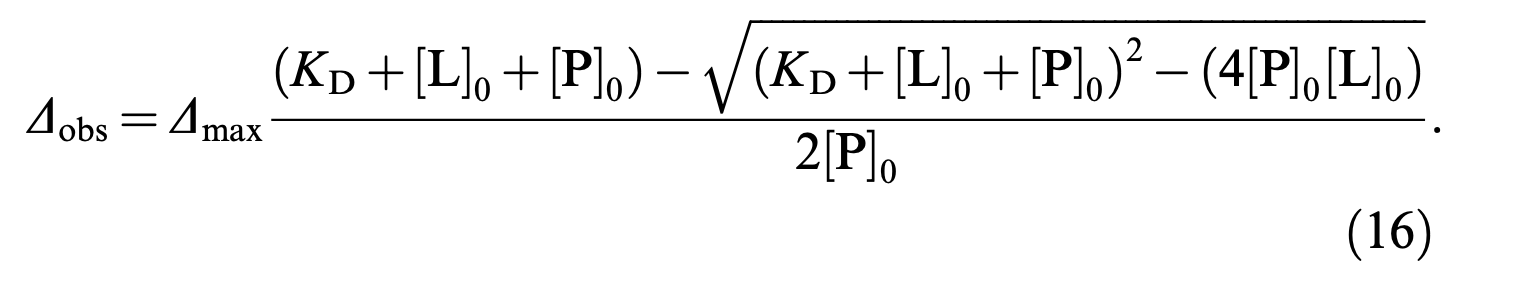 Δobs = Δmax (KD + [L]0 + [P]0) − √(KD + [L]0 + [P]0)2 − (4[P]0[L]0) / 2[P]0.
(16)